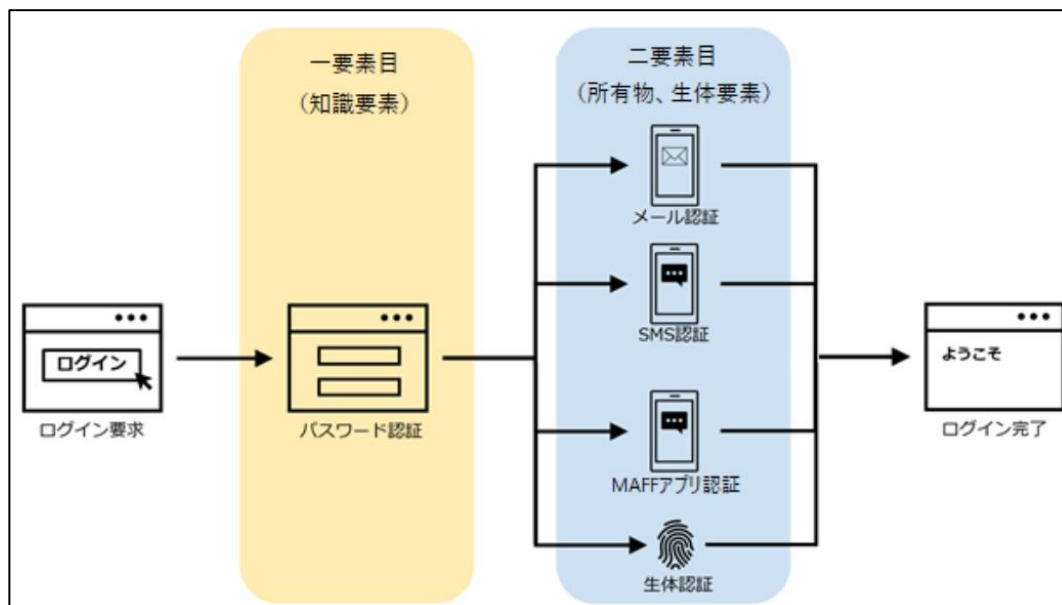 一要素目
（知識要素）
二要素目
（所有物、生体要素）
メール認証
SMS認証
ログイン
ようこそ
ログイン要求
パスワード認証
ログイン完了
MAFFアプリ認証
生体認証